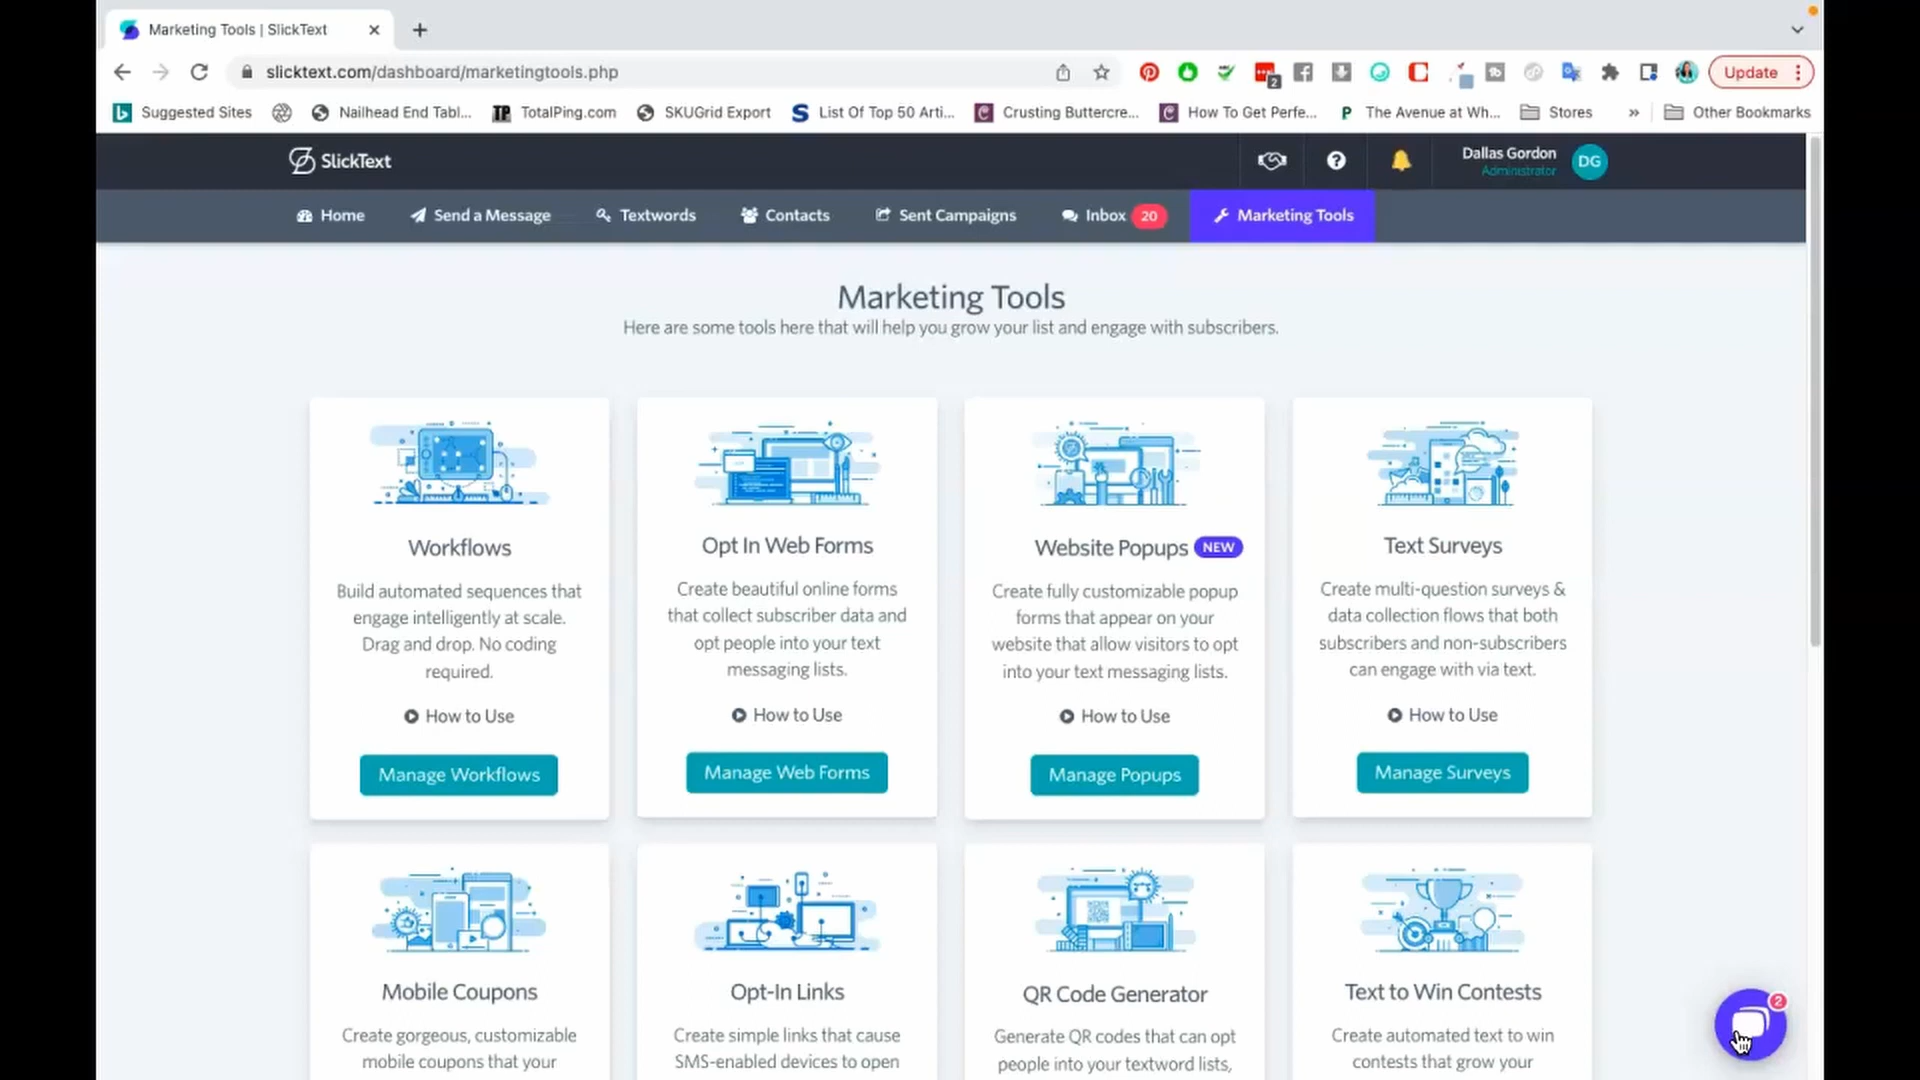 Marketing Tools | SlickText
slicktext.com/dashboard/marketingtools.php
2
Update
Suggested Sites
Nailhead End Tabl...
TotalPing.com
SKUGrid Export
List Of Top 50 Arti...
Crusting Buttercre...
How To Get Perfe...
The Avenue at Wh...
Stores
»
Other Bookmarks
SlickText
Dallas Gordon
Administrator
DG
Home
Send a Message
Textwords
Contacts
Sent Campaigns
Inbox 20
Marketing Tools
Marketing Tools
Here are some tools here that will help you grow your list and engage with subscribers.
Workflows
Build automated sequences that
engage intelligently at scale.
Drag and drop. No coding
required.
How to Use
Manage Workflows
Opt In Web Forms
Create beautiful online forms
that collect subscriber data and
opt people into your text
messaging lists.
How to Use
Manage Web Forms
Website Popups NEW
Create fully customizable popup
forms that appear on your
website that allow visitors to opt
into your text messaging lists.
How to Use
Manage Popups
Text Surveys
Create multi-question surveys &
data collection flows that both
subscribers and non-subscribers
can engage with via text.
How to Use
Manage Surveys
Mobile Coupons
Create gorgeous, customizable
mobile coupons that your
Opt-In Links
Create simple links that cause
SMS-enabled devices to open
QR Code Generator
Generate QR codes that can opt
people into your textword lists,
Text to Win Contests
Create automated text to win
contests that grow your
2